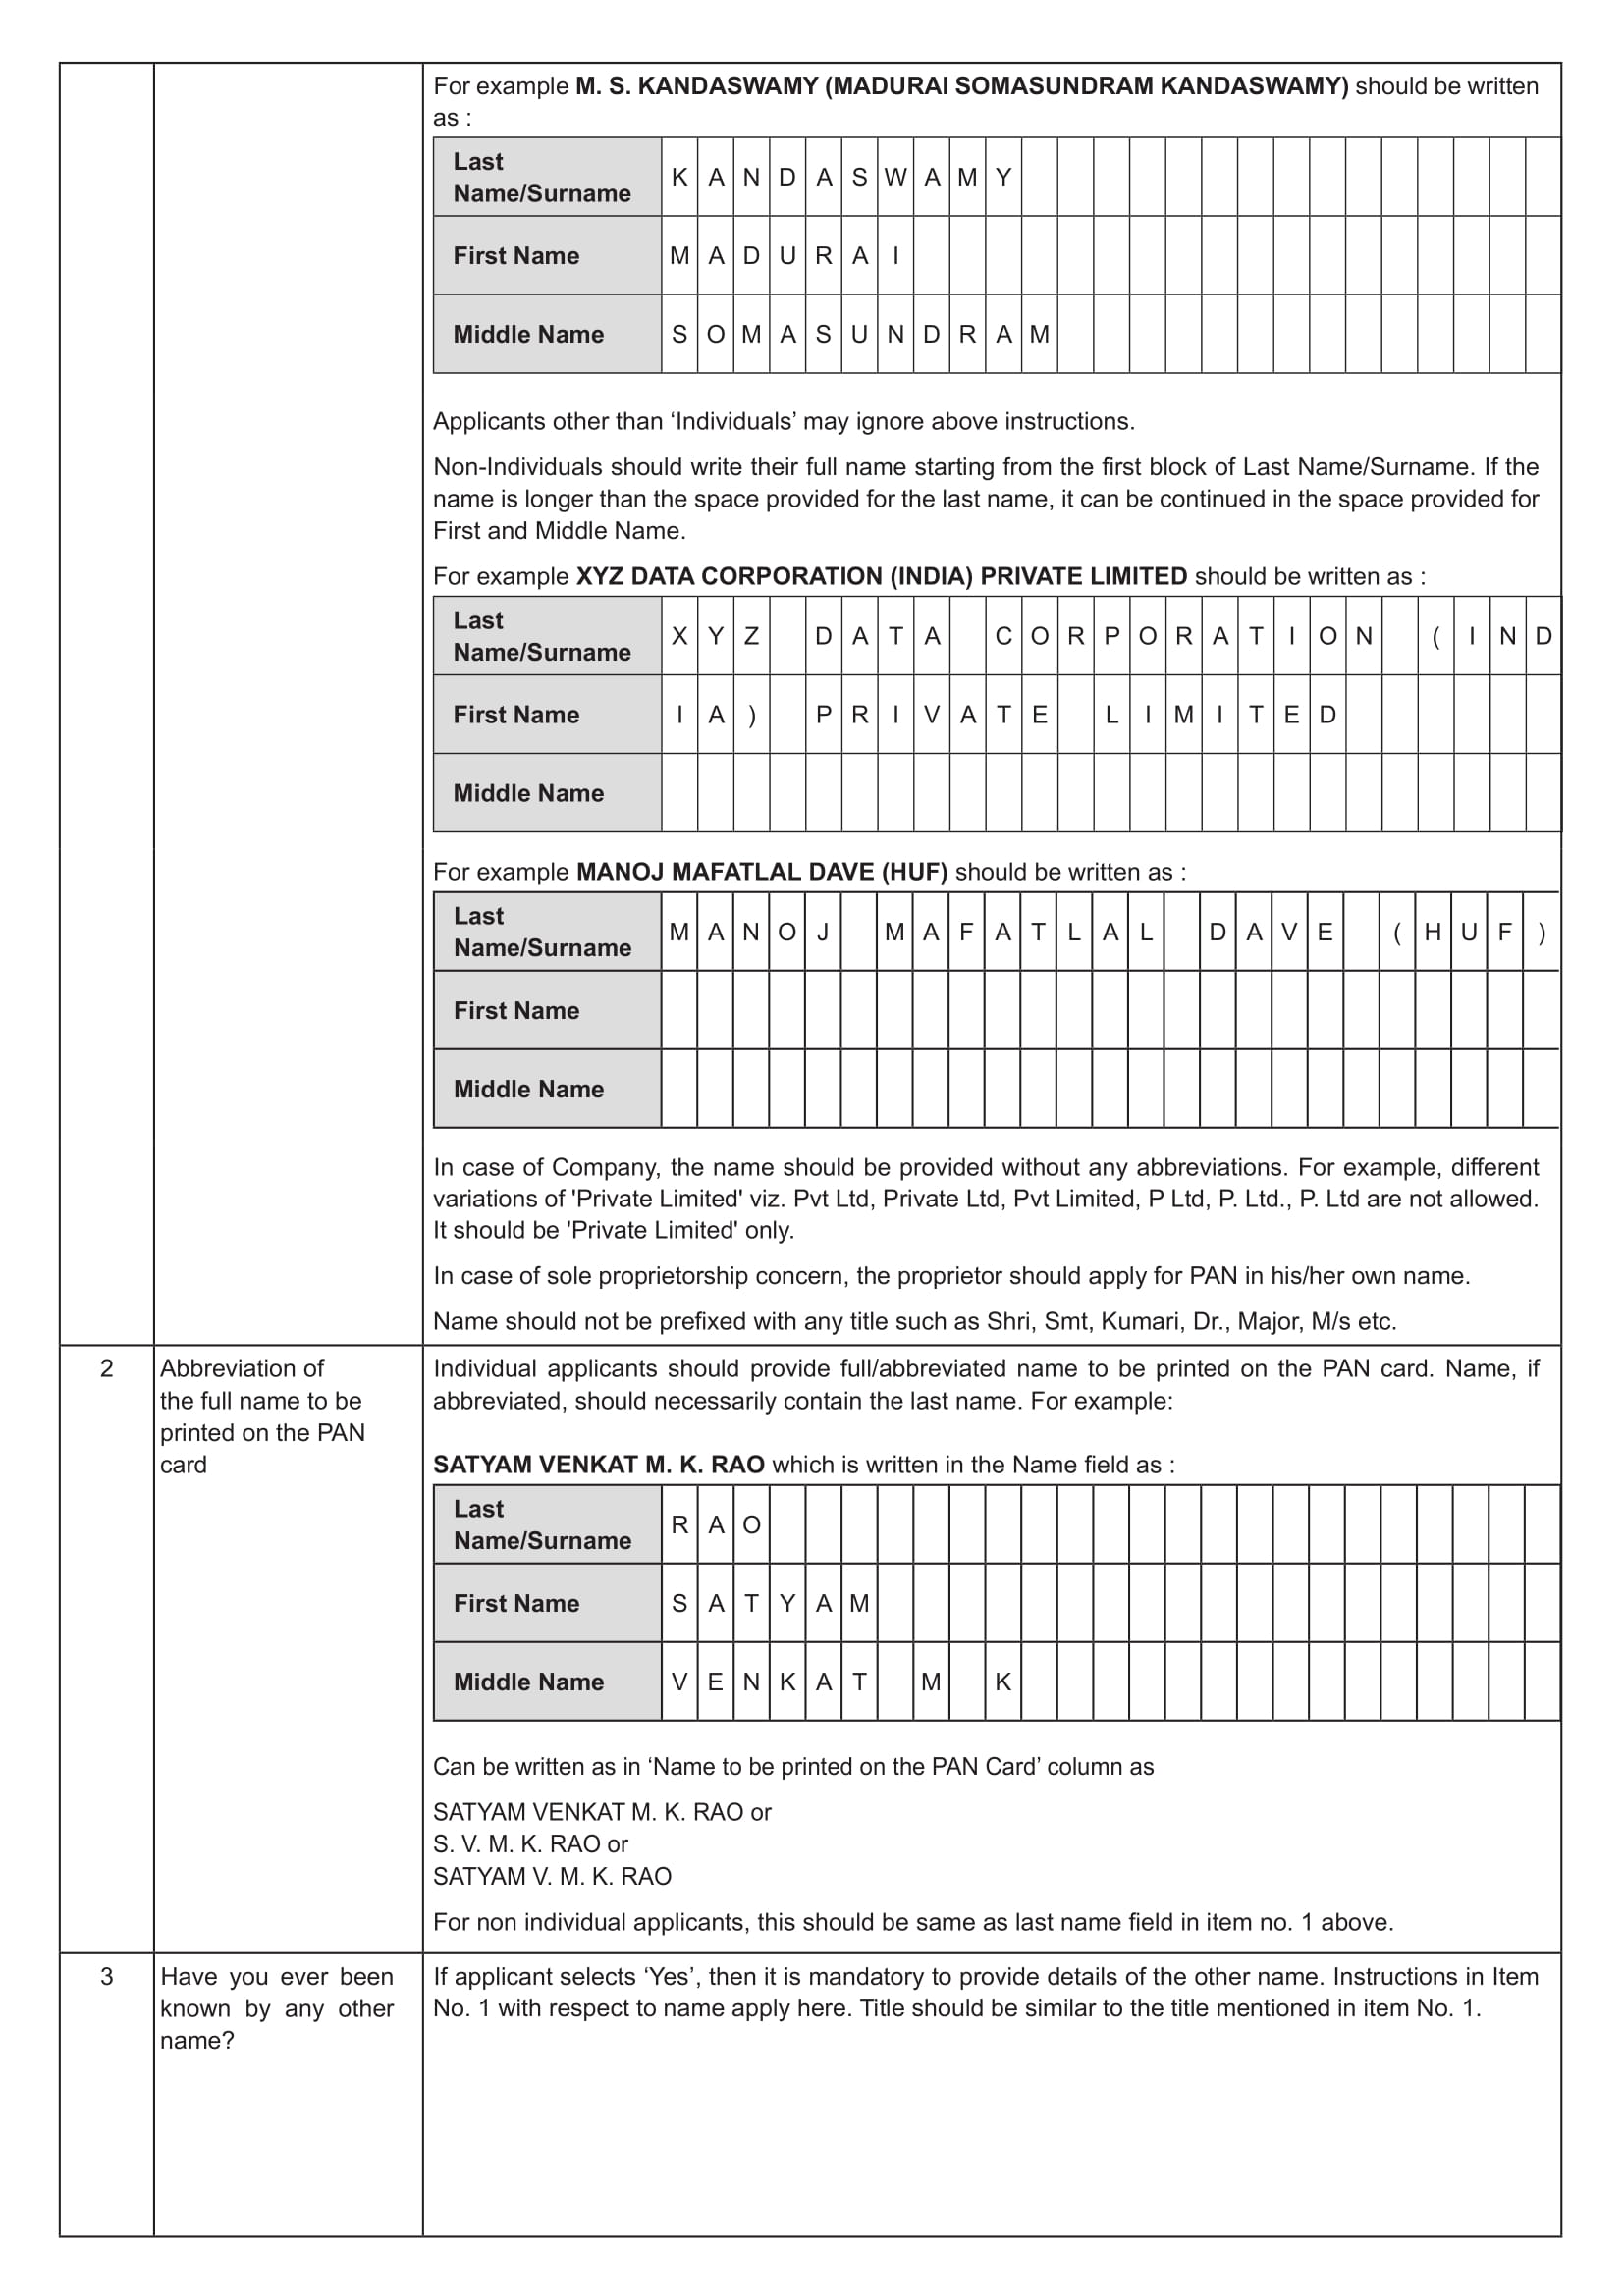 For example M. S. KANDASWAMY (MADURAI SOMASUNDRAM KANDASWAMY) should be written
as :
Last
Name/Surname
K A N D A S W A M Y
First Name
M A D U R A I
Middle Name
S O M A S U N D R A M
Applicants other than ‘Individuals’ may ignore above instructions.
Non-Individuals should write their full name starting from the first block of Last Name/Surname. If the
name is longer than the space provided for the last name, it can be continued in the space provided for
First and Middle Name.
For example XYZ DATA CORPORATION (INDIA) PRIVATE LIMITED should be written as :
Last
Name/Surname
X Y Z D A T A C O R P O R A T I O N ( I N D
First Name
I A ) P R I V A T E L I M I T E D
Middle Name
For example MANOJ MAFATLAL DAVE (HUF) should be written as :
Last
Name/Surname
M A N O J M A F A T L A L D A V E ( H U F )
First Name
Middle Name
In case of Company, the name should be provided without any abbreviations. For example, different
variations of 'Private Limited' viz. Pvt Ltd, Private Ltd, Pvt Limited, P Ltd, P. Ltd., P. Ltd are not allowed.
It should be 'Private Limited' only.
In case of sole proprietorship concern, the proprietor should apply for PAN in his/her own name.
Name should not be prefixed with any title such as Shri, Smt, Kumari, Dr., Major, M/s etc.
2
Abbreviation of
the full name to be
printed on the PAN
card
Individual applicants should provide full/abbreviated name to be printed on the PAN card. Name, if
abbreviated, should necessarily contain the last name. For example:
SATYAM VENKAT M. K. RAO which is written in the Name field as :
Last
Name/Surname
R A O
First Name
S A T Y A M
Middle Name
V E N K A T M K
Can be written as in ‘Name to be printed on the PAN Card’ column as
SATYAM VENKAT M. K. RAO or
S. V. M. K. RAO or
SATYAM V. M. K. RAO
For non individual applicants, this should be same as last name field in item no. 1 above.
3
Have you ever been
known by any other
name?
If applicant selects ‘Yes’, then it is mandatory to provide details of the other name. Instructions in Item
No. 1 with respect to name apply here. Title should be similar to the title mentioned in item No. 1.